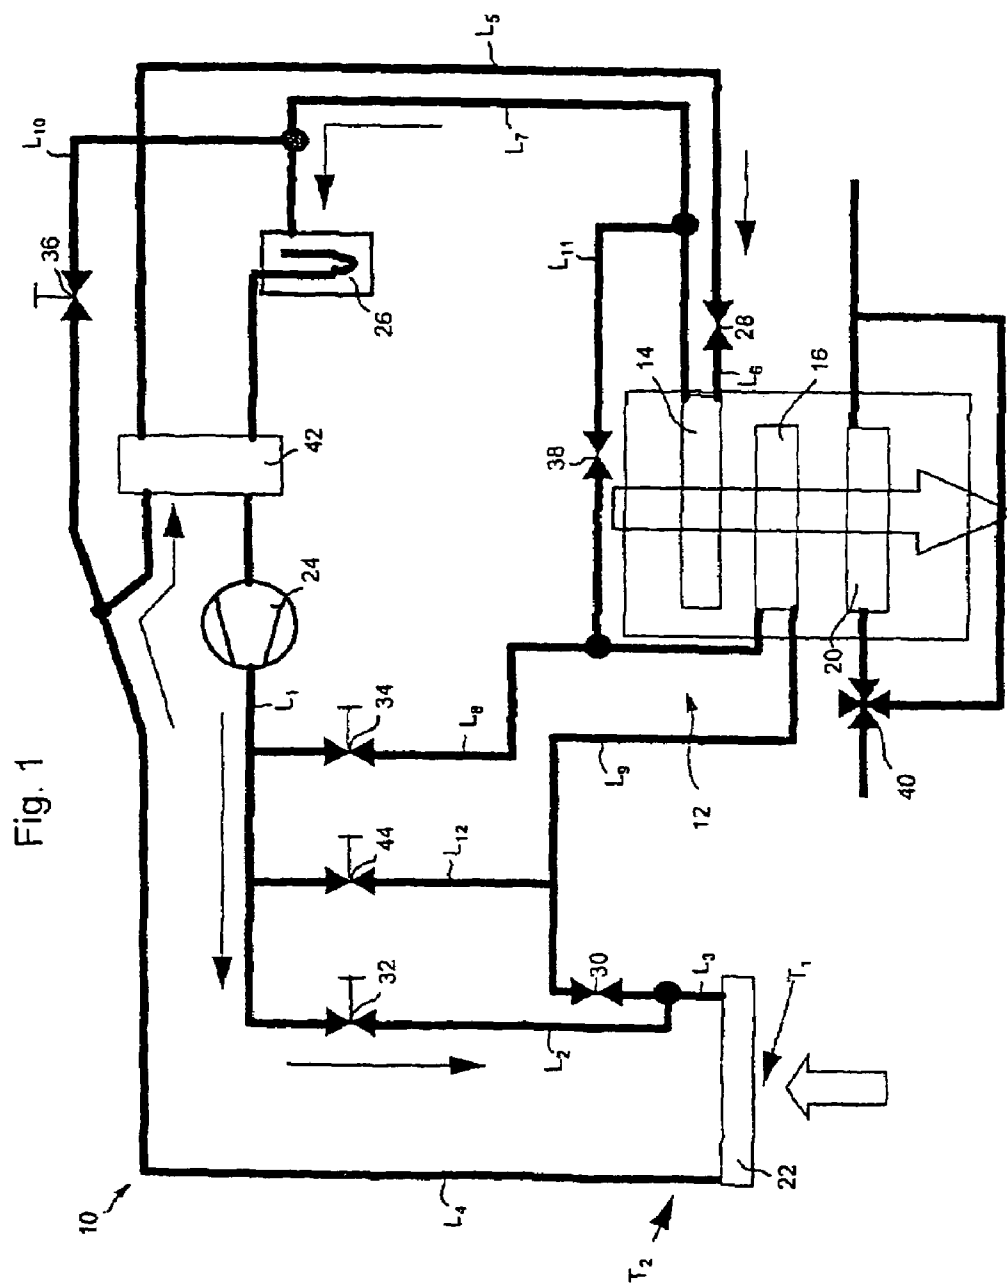 Fig. 1
10
L₄
T₂
22
T₁
L₃
30
L₂
32
44
L₁₂
34
L₈
L₉
12
40
20
L₁
24
42
36
L₁₀
26
L₇
L₅
L₁₁
38
14
16
28
L₆